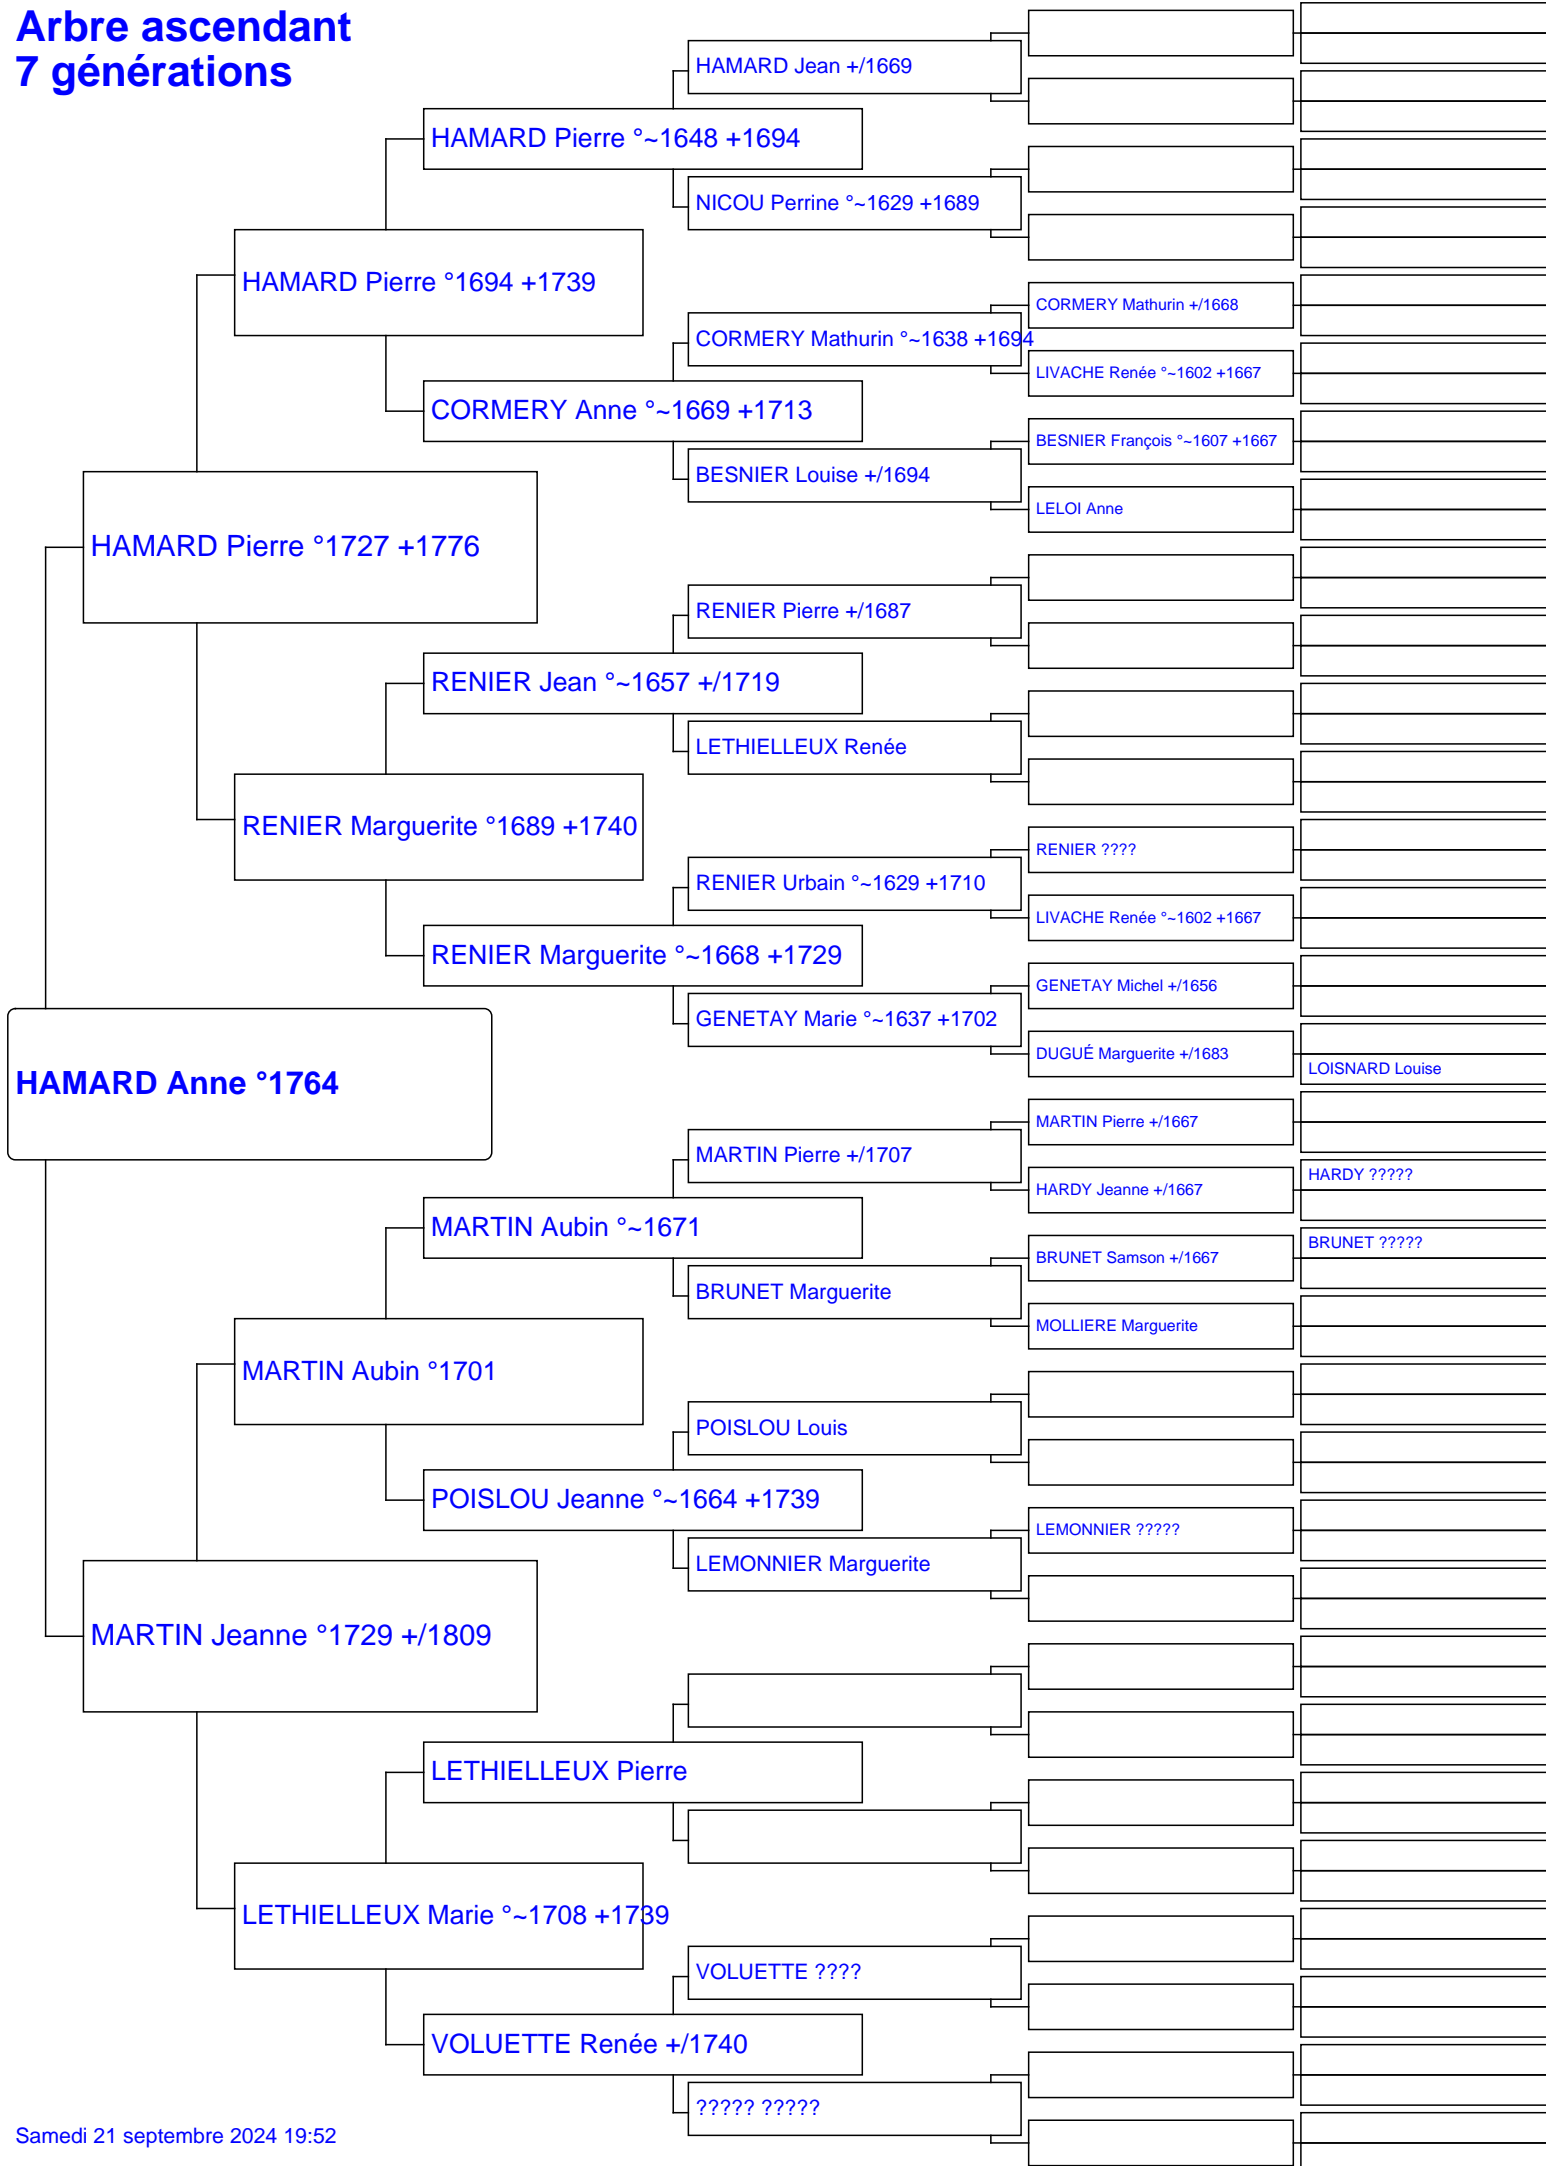 Arbre ascendant
7 générations
HAMARD Jean +/1669
HAMARD Pierre °~1648 +1694
NICOU Perrine °~1629 +1689
HAMARD Pierre °1694 +1739
CORMERY Mathurin +/1668
CORMERY Mathurin °~1638 +1694
LIVACHE Renée °~1602 +1667
CORMERY Anne °~1669 +1713
BESNIER François °~1607 +1667
BESNIER Louise +/1694
LELOI Anne
HAMARD Pierre °1727 +1776
RENIER Pierre +/1687
RENIER Jean °~1657 +/1719
LETHIELLEUX Renée
RENIER Marguerite °1689 +1740
RENIER ????
RENIER Urbain °~1629 +1710
LIVACHE Renée °~1602 +1667
RENIER Marguerite °~1668 +1729
GENETAY Michel +/1656
GENETAY Marie °~1637 +1702
DUGUÉ Marguerite +/1683
LOISNARD Louise
HAMARD Anne °1764
MARTIN Pierre +/1667
MARTIN Pierre +/1707
HARDY ?????
HARDY Jeanne +/1667
MARTIN Aubin °~1671
BRUNET ?????
BRUNET Samson +/1667
BRUNET Marguerite
MOLLIERE Marguerite
MARTIN Aubin °1701
POISLOU Louis
POISLOU Jeanne °~1664 +1739
LEMONNIER ?????
LEMONNIER Marguerite
MARTIN Jeanne °1729 +/1809
LETHIELLEUX Pierre
LETHIELLEUX Marie °~1708 +1739
VOLUETTE ????
VOLUETTE Renée +/1740
????? ?????
Samedi 21 septembre 2024 19:52